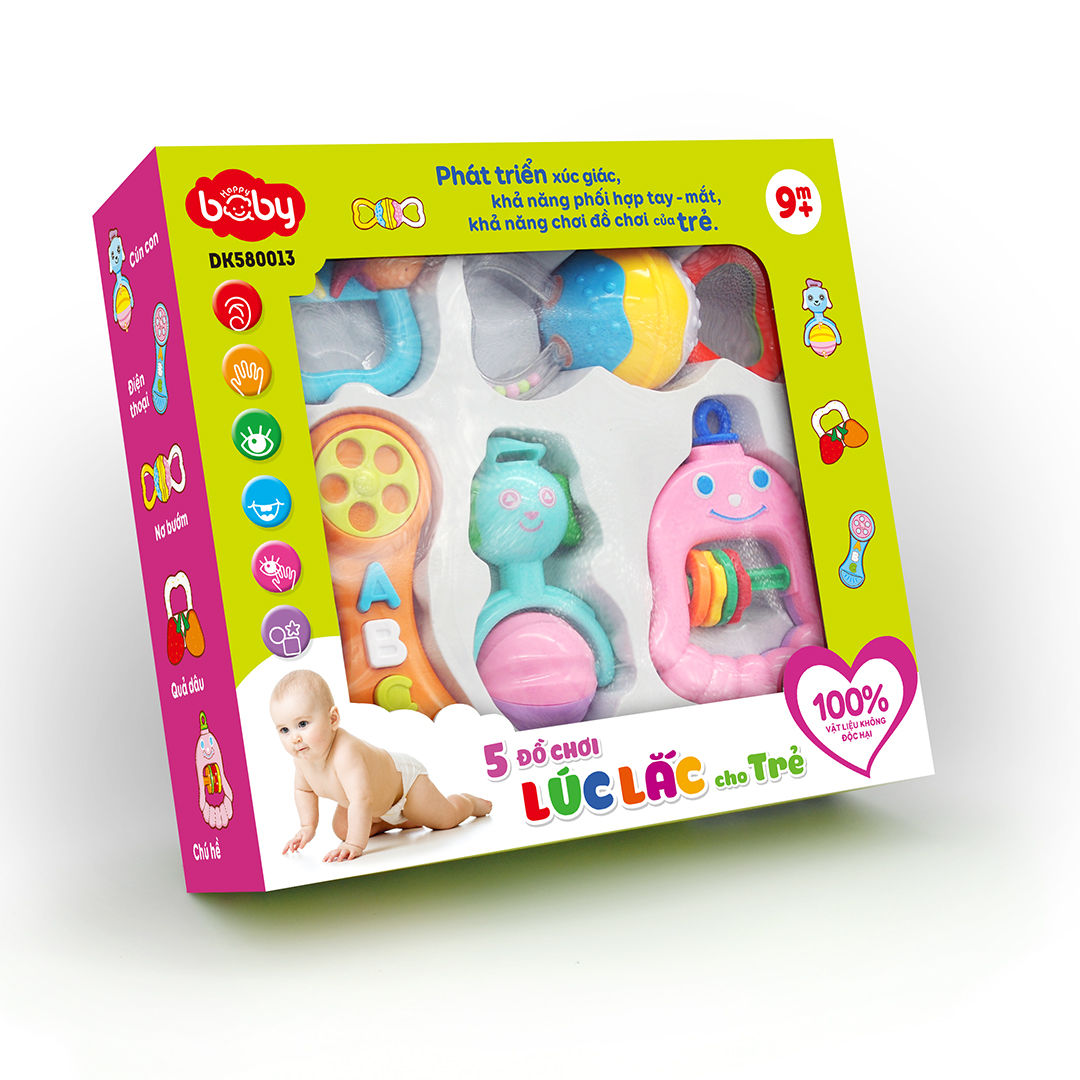 Happy
baby
DK580013
Phát triển xúc giác,
khả năng phối hợp tay - mắt,
khả năng chơi đồ chơi của trẻ.
9m+
Cún con
Điện
thoại
Nơ bướm
Quả dâu
Chú hề
A
B
C
5 ĐỒ CHƠI
LÚC LẮC cho Trẻ
100%
VẬT LIỆU KHÔNG
ĐỘC HẠI